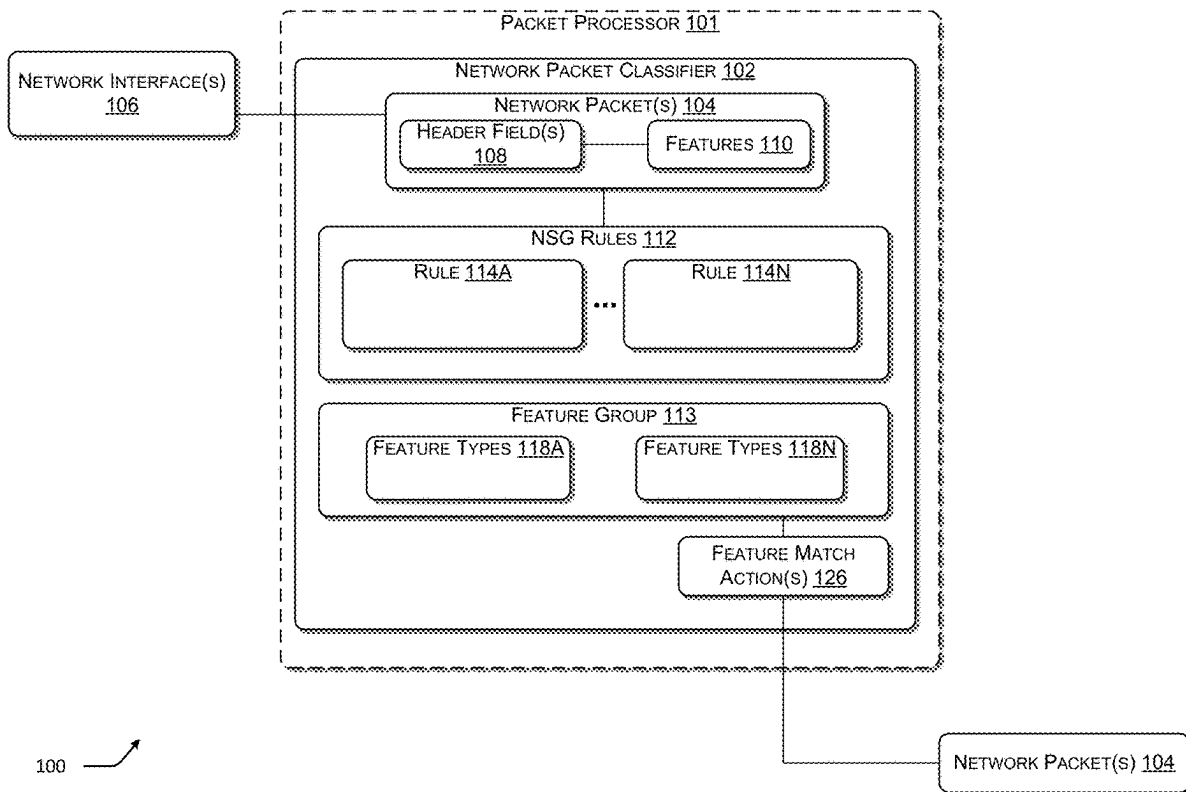 PACKET PROCESSOR 101
NETWORK INTERFACE(S)
106
NETWORK PACKET CLASSIFIER 102
NETWORK PACKET(S) 104
HEADER FIELD(S)
108
FEATURES 110
NSG RULES 112
RULE 114A
...
RULE 114N
FEATURE GROUP 113
FEATURE TYPES 118A
FEATURE TYPES 118N
FEATURE MATCH
ACTION(S) 126
NETWORK PACKET(S) 104
100